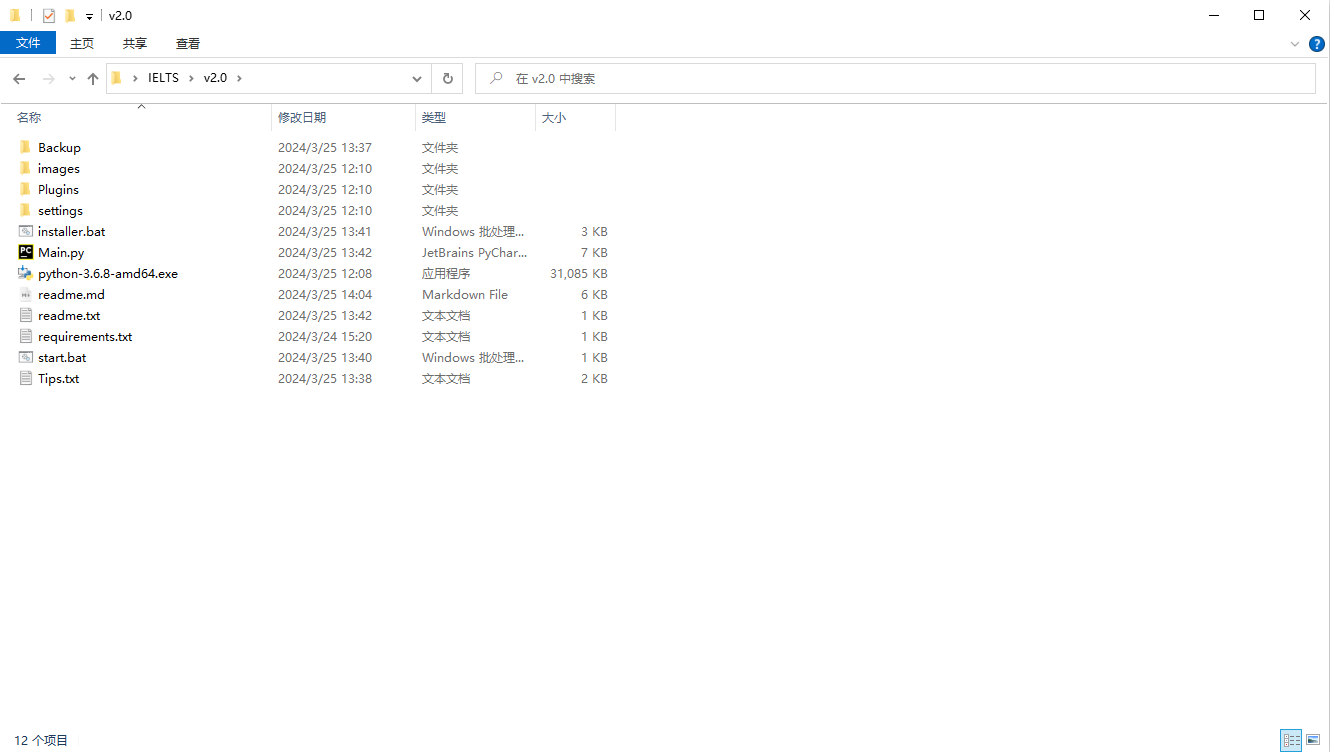 v2.0
文件 主页 共享 查看
IELTS v2.0 在 v2.0 中搜索
名称 修改日期 类型 大小
Backup 2024/3/25 13:37 文件夹
images 2024/3/25 12:10 文件夹
Plugins 2024/3/25 12:10 文件夹
settings 2024/3/25 12:10 文件夹
installer.bat 2024/3/25 13:41 Windows 批处理... 3 KB
Main.py 2024/3/25 13:42 JetBrains PyChar... 7 KB
python-3.6.8-amd64.exe 2024/3/25 12:08 应用程序 31,085 KB
readme.md 2024/3/25 14:04 Markdown File 6 KB
readme.txt 2024/3/25 13:42 文本文档 1 KB
requirements.txt 2024/3/24 15:20 文本文档 1 KB
start.bat 2024/3/25 13:40 Windows 批处理... 1 KB
Tips.txt 2024/3/25 13:38 文本文档 2 KB
12 个项目